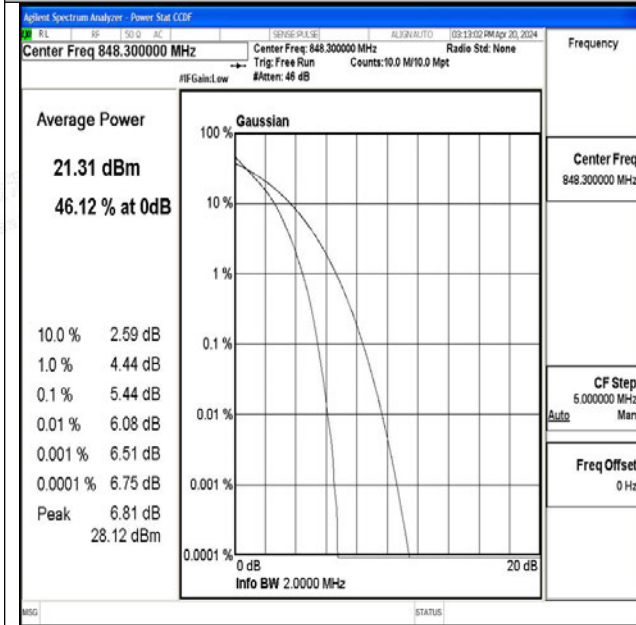 Agilent Spectrum Analyzer - Power Stat CCDF
RL RF 50 Ω AC SENSE:PULSE ALIGNAUTO 03:13:02 PM Apr 20, 2024
Center Freq 848.300000 MHz
Center Freq: 848.300000 MHz Radio Std: None
Trig: Free Run Counts:10.0 M/10.0 Mpt
#IFGain:Low #Atten: 46 dB
Frequency
Average Power
21.31 dBm
46.12 % at 0dB
10.0 % 2.59 dB
1.0 % 4.44 dB
0.1 % 5.44 dB
0.01 % 6.08 dB
0.001 % 6.51 dB
0.0001 % 6.75 dB
Peak 6.81 dB
28.12 dBm
Gaussian
100 %
10 %
1 %
0.1 %
0.01 %
0.001 %
0.0001 %
0 dB 20 dB
Info BW 2.0000 MHz
Center Freq
848.300000 MHz
CF Step
5.000000 MHz
Auto Man
Freq Offset
0 Hz
MSG STATUS